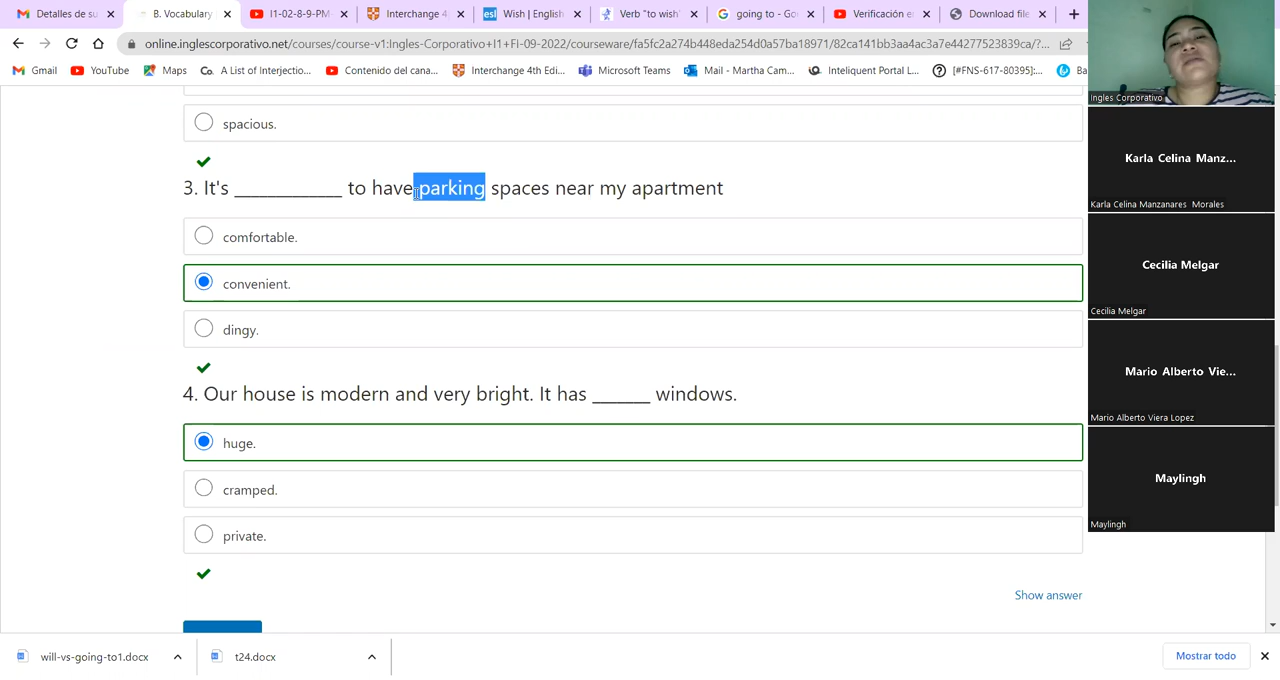 Detalles de su
B. Vocabulary
I1-02-8-9-PM-
Interchange 4
Wish | English
Verb "to wish"
going to - Go
Verificación e
Download file
online.inglescorporativo.net/courses/course-v1:Ingles-Corporativo+I1+FI-09-2022/courseware/fa5fc2a274b448eda254d0a57ba18971/82ca141bb3aa4c3a7e44277523839ca/?...
Gmail
YouTube
Maps
A List of Interjectio...
Contenido del cana...
Interchange 4th Edi...
Microsoft Teams
Mail - Martha Cam...
Inteliquent Portal L...
[#FNS-617-80395]:...
Ba
Ingles Corporativo
spacious.
3. It's _____________ to have parking spaces near my apartment
comfortable.
convenient.
dingy.
4. Our house is modern and very bright. It has _______ windows.
huge.
cramped.
private.
Show answer
Karla Celina Manz...
Karla Celina Manzanares Morales
Cecilia Melgar
Cecilia Melgar
Mario Alberto Vie...
Mario Alberto Viera Lopez
Maylingh
Maylingh
will-vs-going-to1.docx
t24.docx
Mostrar todo